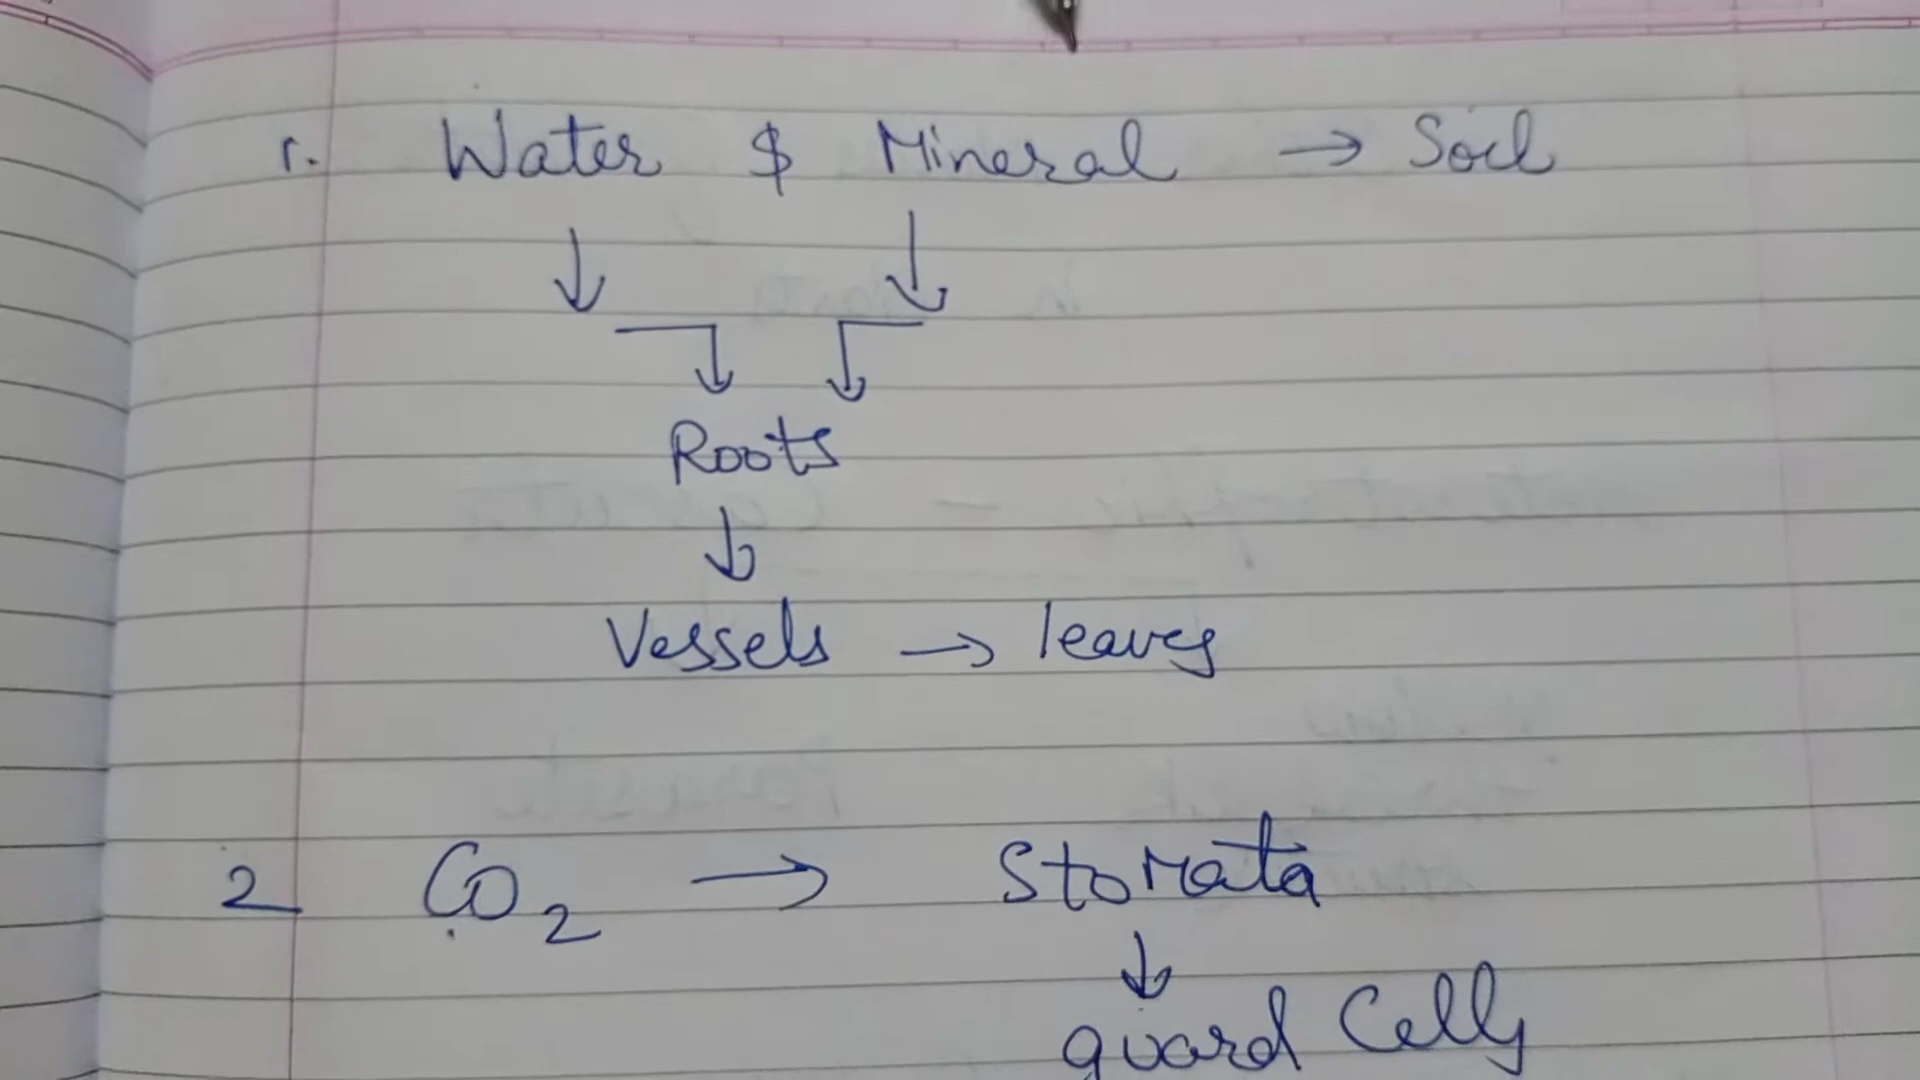 1. Water & Mineral → Soil
↓ ↓
Roots
↓
Vessels → leaves
2 CO₂ → Stomata
↓
guard Cells